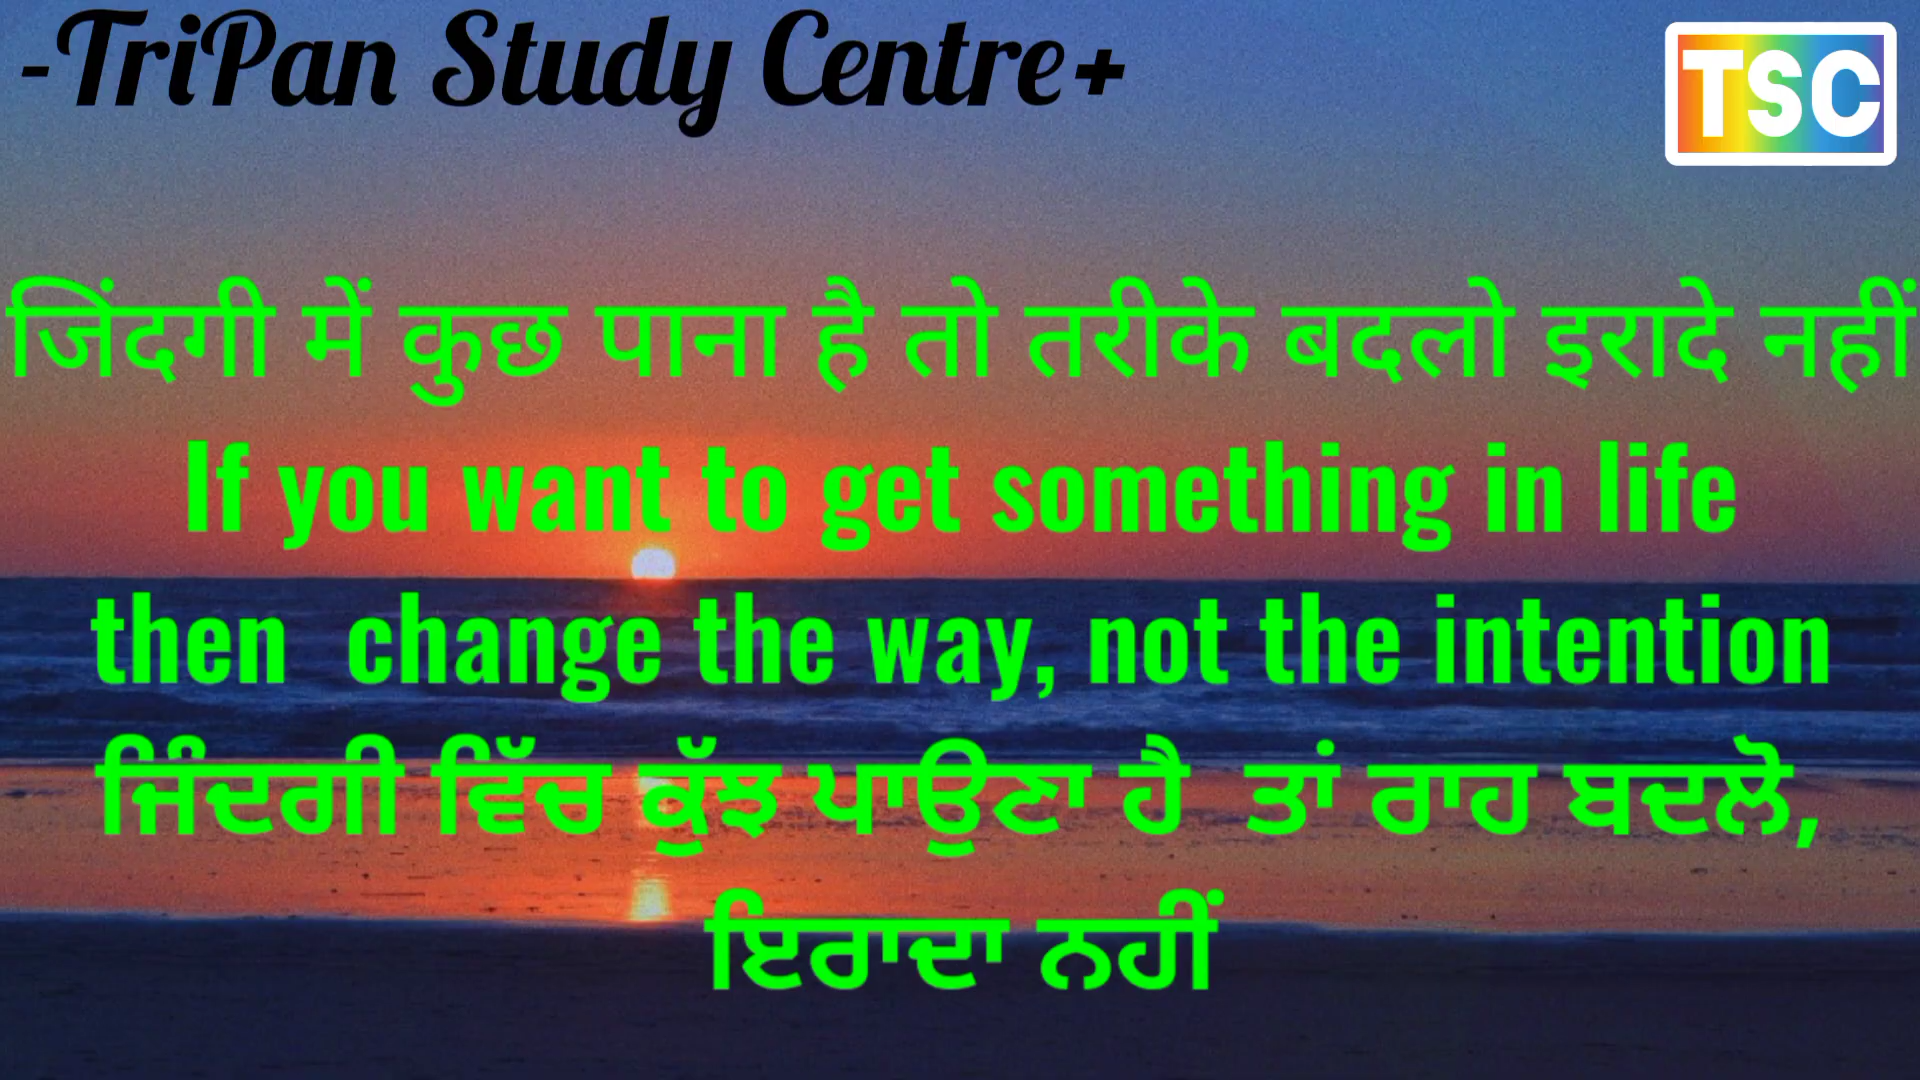 -TriPan Study Centre+
TSC
जिंदगी में कुछ पाना है तो तरीके बदलो इरादे नहीं
If you want to get something in life
then  change the way, not the intention
ਜਿੰਦਗੀ ਵਿੱਚ ਕੁੱਝ ਪਾਉਣਾ ਹੈ  ਤਾਂ ਰਾਹ ਬਦਲੋ,
ਇਰਾਦਾ ਨਹੀਂ